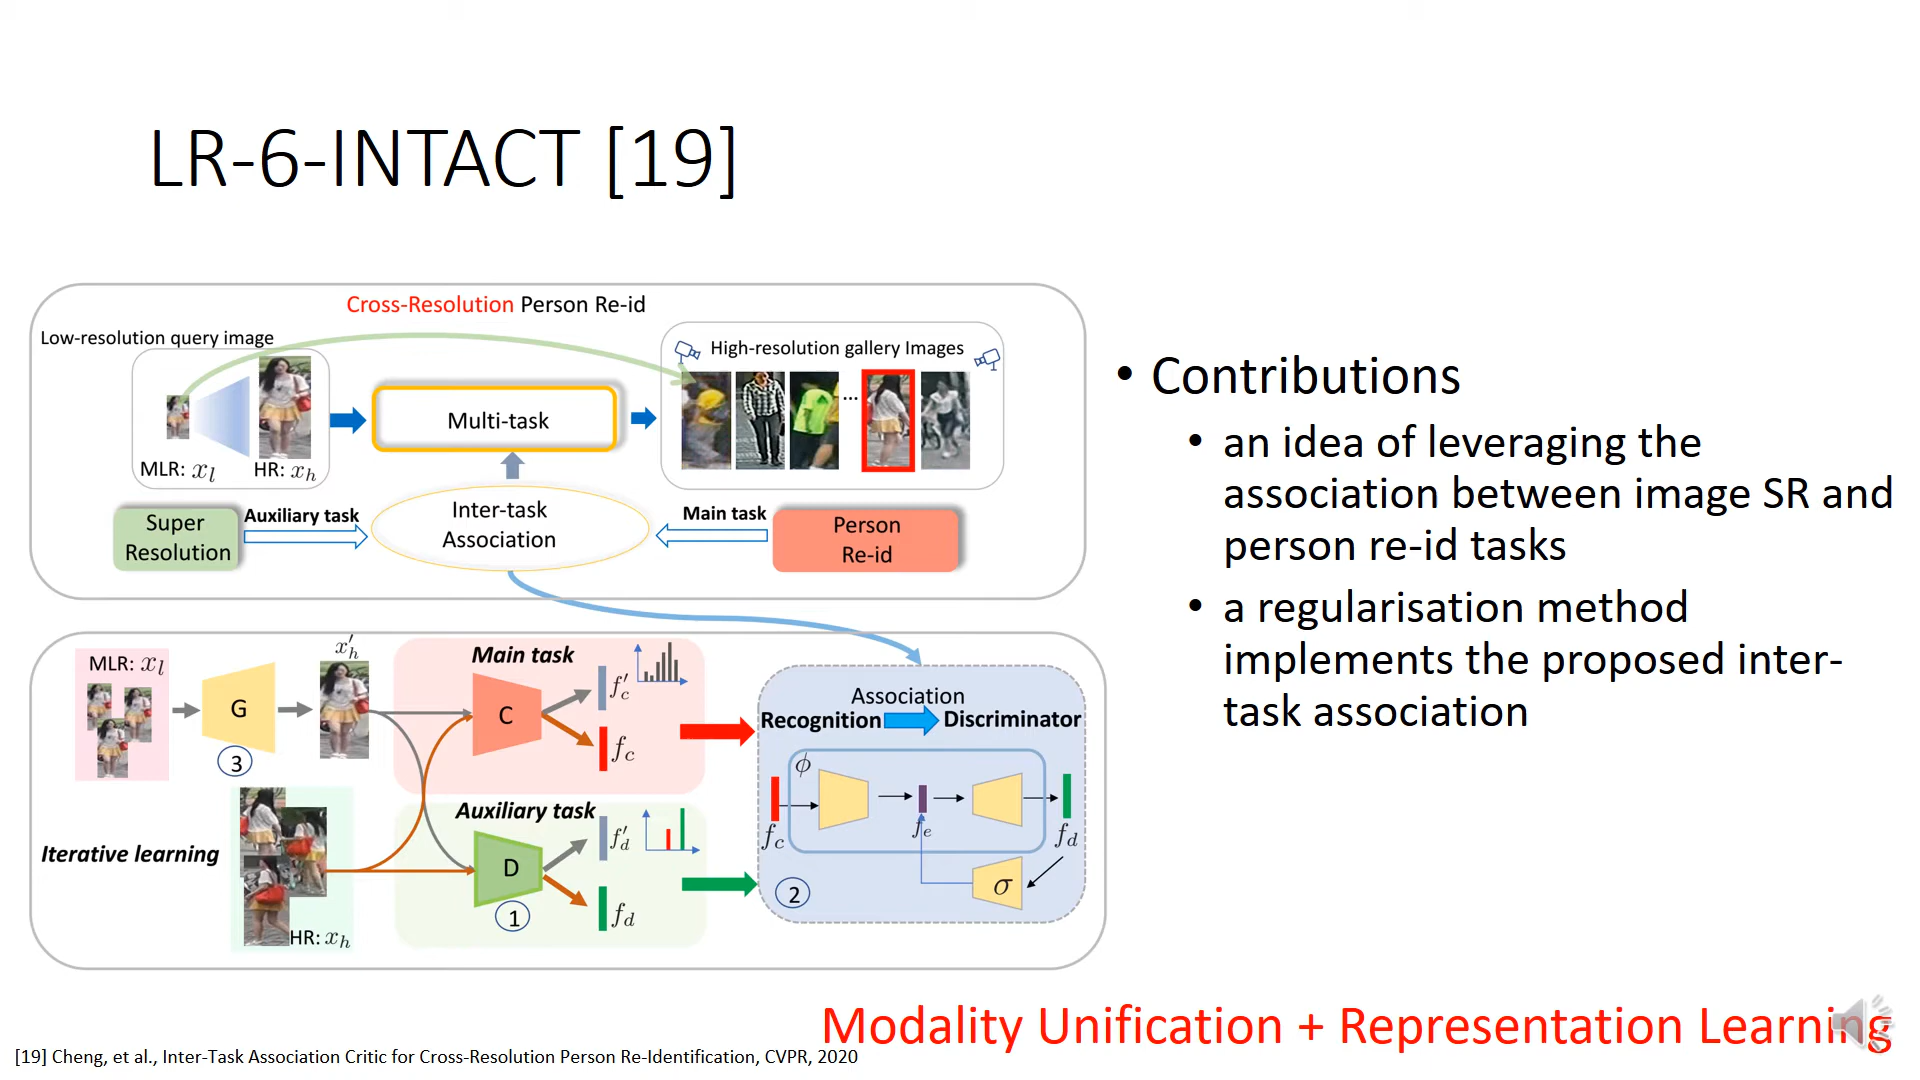 LR-6-INTACT [19]
Cross-Resolution Person Re-id
Low-resolution query image
High-resolution gallery Images
...
Multi-task
MLR: x_l
HR: x_h
Super
Resolution
Auxiliary task
Inter-task
Association
Main task
Person
Re-id
MLR: x_l
x'_h
G
3
Main task
C
f'_c
f_c
Iterative learning
HR: x_h
Auxiliary task
D
1
f'_d
f_d
Association
Recognition
Discriminator
ϕ
f_c
f_e
f_d
σ
2
• Contributions
• an idea of leveraging the
association between image SR and
person re-id tasks
• a regularisation method
implements the proposed inter-
task association
Modality Unification + Representation Learning
[19] Cheng, et al., Inter-Task Association Critic for Cross-Resolution Person Re-Identification, CVPR, 2020